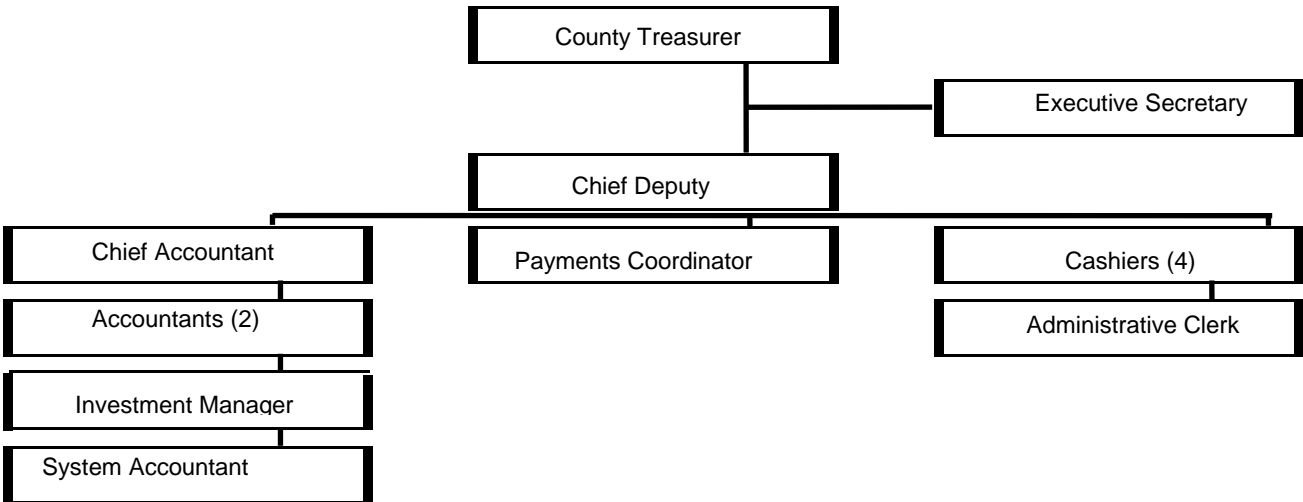 County Treasurer
Executive Secretary
Chief Deputy
Chief Accountant
Payments Coordinator
Cashiers (4)
Accountants (2)
Administrative Clerk
Investment Manager
System Accountant